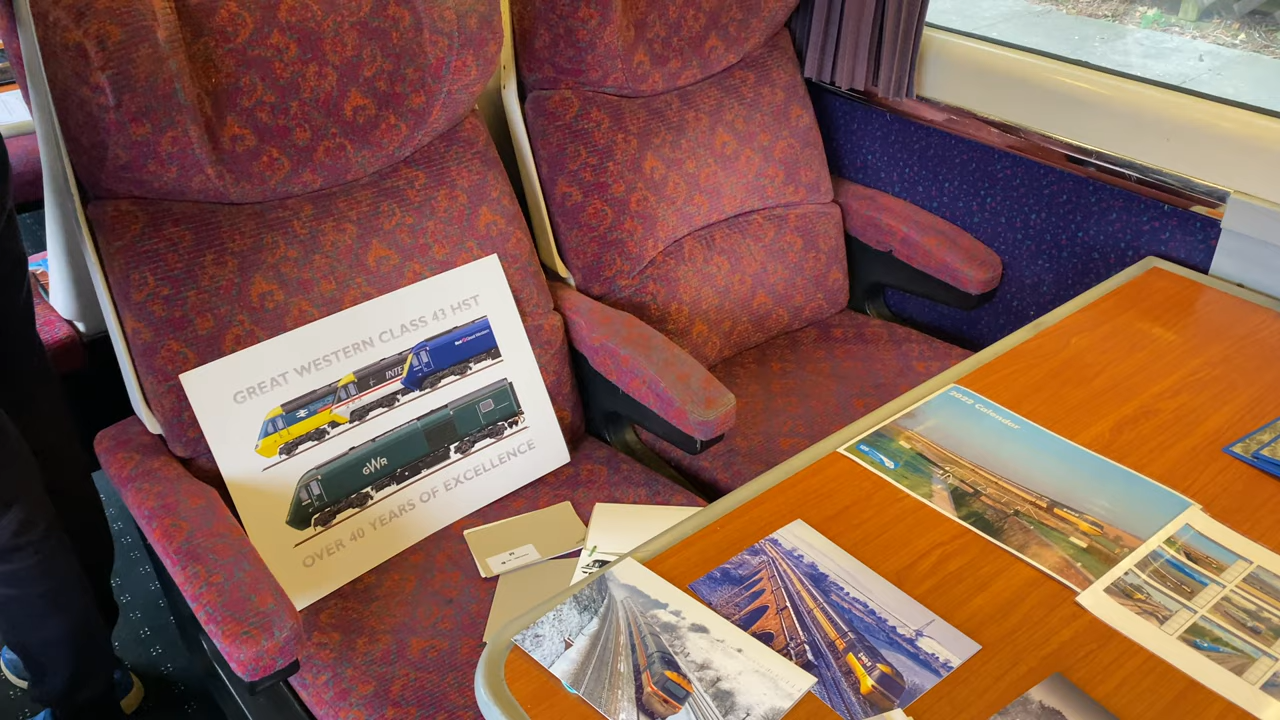 GREAT WESTERN CLASS 43 HST
INTE
GWR
OVER 40 YEARS OF EXCELLENCE
2022 Calendar